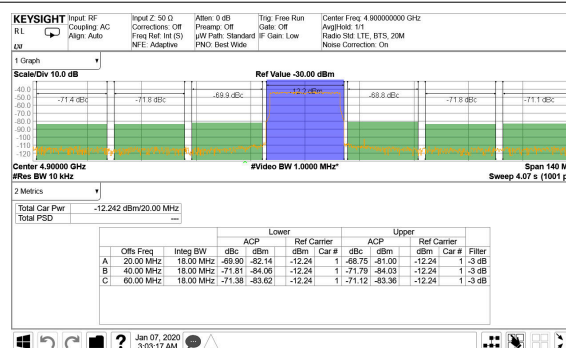 KEYSIGHT Input: RF Input Z: 50 Ω Atten: 0 dB Trig: Free Run Center Freq: 4.900000000 GHz
RL Coupling: AC Corrections: Off Preamp: Off Gate: Off Avg|Hold: 1/1
Align: Auto Freq Ref: Int (S) µW Path: Standard IF Gain: Low Radio Std: LTE, BTS, 20M
LXI NFE: Adaptive PNO: Best Wide Noise Correction: On
1 Graph
Scale/Div 10.0 dB Ref Value -30.00 dBm
-40.0
-50.0
-60.0
-70.0
-80.0
-90.0
-100
-110
-120
-71.4 dBc -71.8 dBc -69.9 dBc -12.2 dBm -68.8 dBc -71.8 dBc -71.1 dBc
Center 4.90000 GHz #Video BW 1.0000 MHz* Span 140 M
#Res BW 10 kHz Sweep 4.07 s (1001 p
2 Metrics
Total Car Pwr -12.242 dBm/20.00 MHz
Total PSD ---
Lower Upper
ACP Ref Carrier ACP Ref Carrier
Offs Freq Integ BW dBc dBm dBm Car # dBc dBm dBm Car # Filter
A 20.00 MHz 18.00 MHz -69.90 -82.14 -12.24 1 -68.75 -81.00 -12.24 1 -3 dB
B 40.00 MHz 18.00 MHz -71.81 -84.06 -12.24 1 -71.79 -84.03 -12.24 1 -3 dB
C 60.00 MHz 18.00 MHz -71.38 -83.62 -12.24 1 -71.12 -83.36 -12.24 1 -3 dB
? Jan 07, 2020
3:03:17 AM